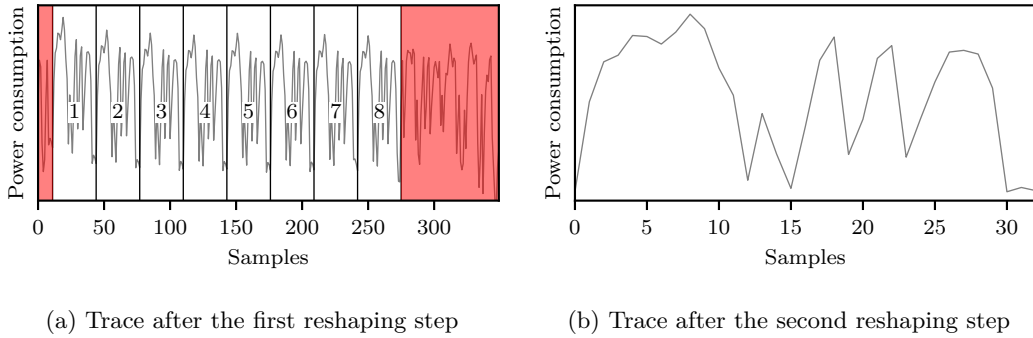 Power consumption
1 2 3 4 5 6 7 8
0 50 100 150 200 250 300
Samples
(a) Trace after the first reshaping step
Power consumption
0 5 10 15 20 25 30
Samples
(b) Trace after the second reshaping step